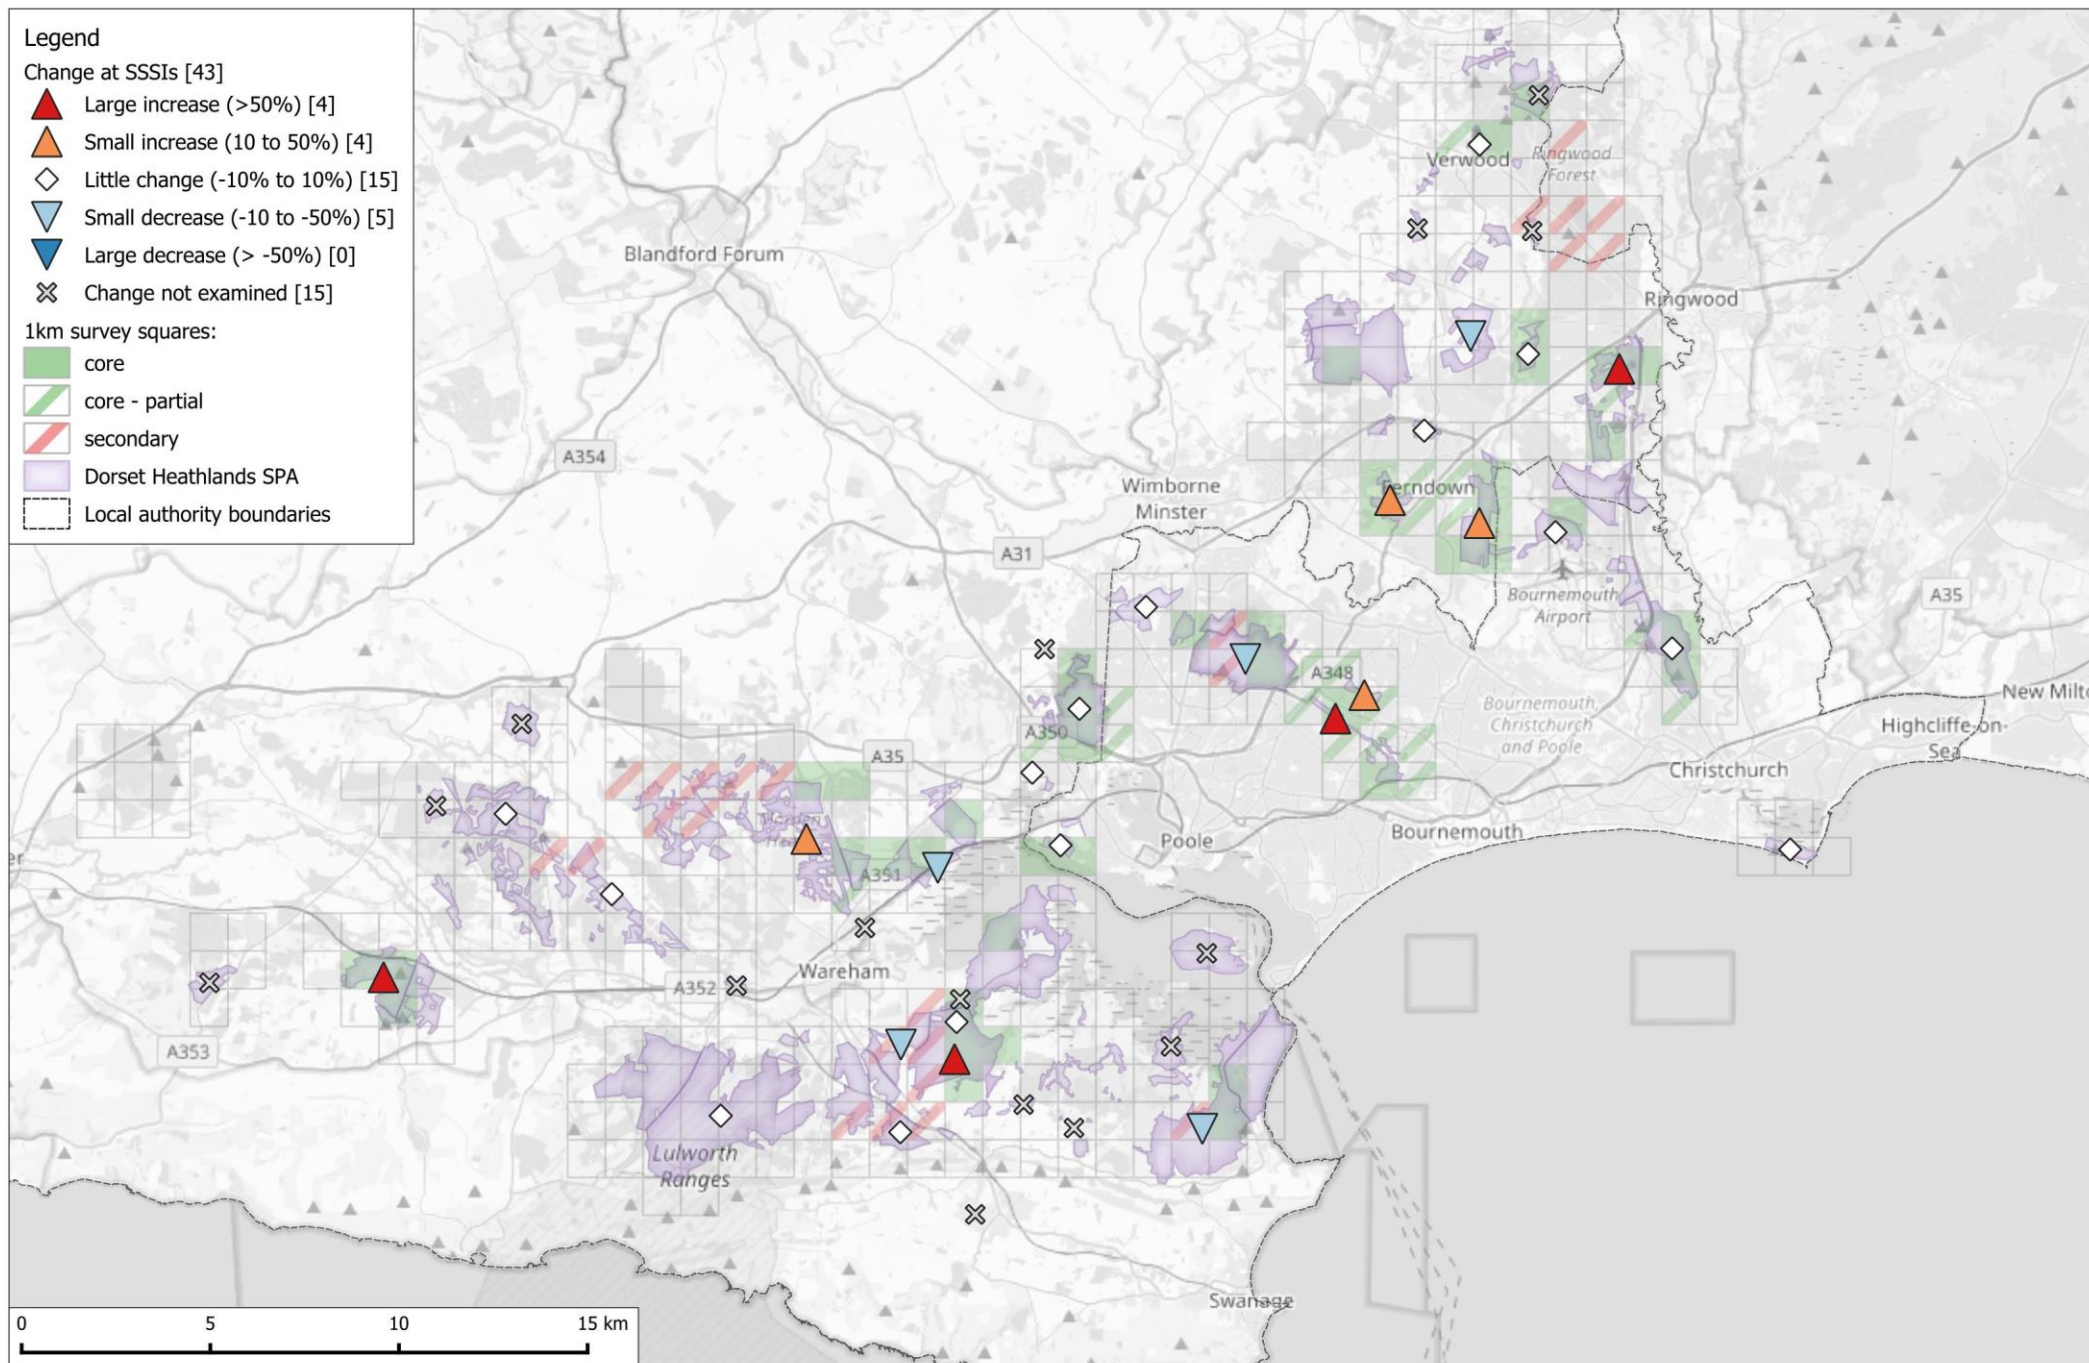 Legend
Change at SSSIs [43]
Large increase (>50%) [4]
Small increase (10 to 50%) [4]
Little change (-10% to 10%) [15]
Small decrease (-10 to -50%) [5]
Large decrease (> -50%) [0]
Change not examined [15]
1km survey squares:
core
core - partial
secondary
Dorset Heathlands SPA
Local authority boundaries
Verwood
Ringwood
Forest
Blandford Forum
Ringwood
A354
Wimborne
Minster
Ferndown
A31
Bournemouth
Airport
A35
A348
New Milto
Bournemouth,
Christchurch
and Poole
Highcliffe-on-
Sea
A350
A35
Christchurch
Morden
Poole
Bournemouth
er
A351
Wareham
A352
A353
Lulworth
Ranges
Swanage
0 5 10 15 km